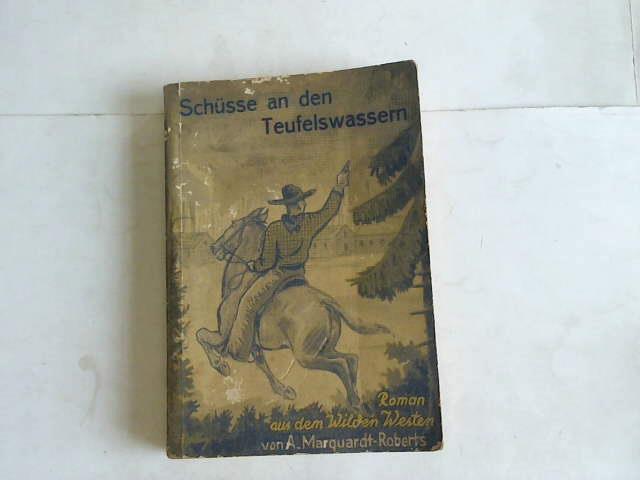 Schüsse an den
Teufelswassern
Roman
aus dem Wilden Westen
von A. Marquardt-Roberts